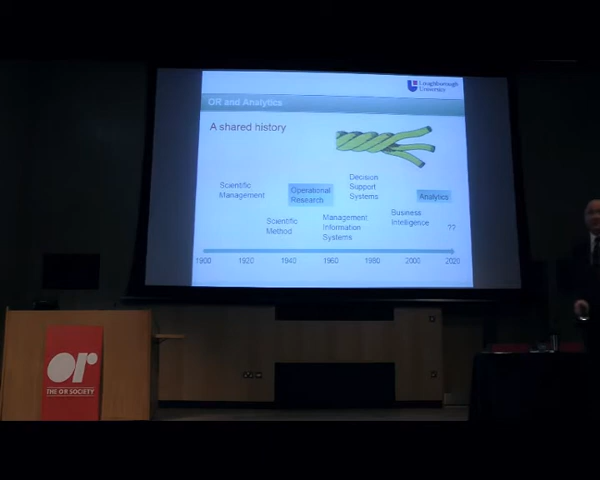 Loughborough
University
OR and Analytics
A shared history
Scientific
Management
Operational
Research
Decision
Support
Systems
Analytics
Scientific
Method
Management
Information
Systems
Business
Intelligence
??
1900 1920 1940 1960 1980 2000 2020
or
THE OR SOCIETY